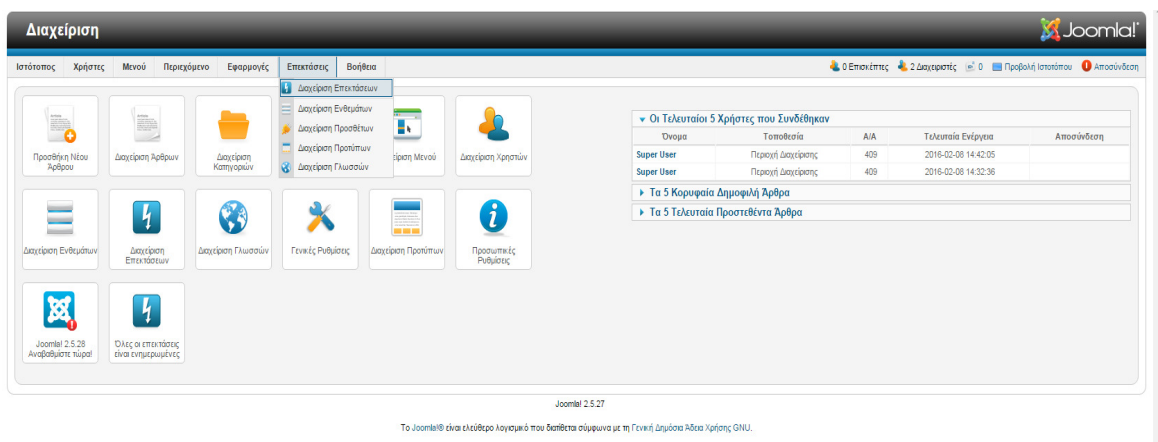 Διαχείριση
Joomla!
Ιστότοπος Χρήστες Μενού Περιεχόμενο Εφαρμογές Επεκτάσεις Βοήθεια
0 Επισκέπτες 2 Διαχειριστές 0 Προβολή Ιστοτόπου Αποσύνδεση
Διαχείριση Επεκτάσεων
Διαχείριση Ενθεμάτων
Διαχείριση Προσθέτων
Διαχείριση Προτύπων
Διαχείριση Γλωσσών
Προσθήκη Νέου
Άρθρου
Διαχείριση Άρθρων
Διαχείριση
Κατηγοριών
είριση Μενού
Διαχείριση Χρηστών
Διαχείριση Ενθεμάτων
Διαχείριση
Επεκτάσεων
Διαχείριση Γλωσσών
Γενικές Ρυθμίσεις
Διαχείριση Προτύπων
Προσωπικές
Ρυθμίσεις
Joomla! 2.5.28
Αναβαθμίστε τώρα!
Όλες οι επεκτάσεις
είναι ενημερωμένες
Οι Τελευταίοι 5 Χρήστες που Συνδέθηκαν
Όνομα Τοποθεσία Α/Α Τελευταία Ενέργεια Αποσύνδεση
Super User Περιοχή Διαχείρισης 409 2016-02-08 14:42:05
Super User Περιοχή Διαχείρισης 409 2016-02-08 14:32:36
Τα 5 Κορυφαία Δημοφιλή Άρθρα
Τα 5 Τελευταία Προστεθέντα Άρθρα
Joomla! 2.5.27
Το Joomla!® είναι ελεύθερο λογισμικό που διατίθεται σύμφωνα με τη Γενική Δημόσια Άδεια Χρήσης GNU.